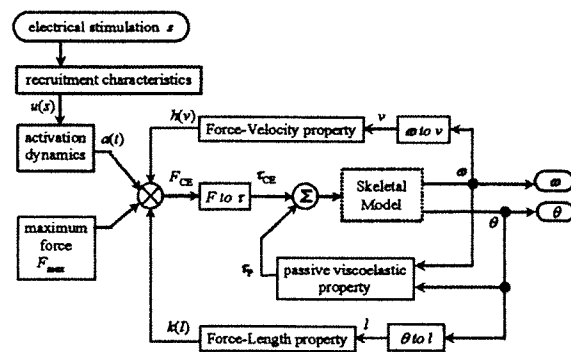 electrical stimulation s
recruitment characteristics
u(s)
activation
dynamics
a(t)
maximum
force
F_max
h(v)
Force-Velocity property
v
ω to v
F_CE
F to τ
τ_CE
Σ
Skeletal
Model
ω
ω
θ
θ
τ_P
passive viscoelastic
property
k(l)
Force-Length property
l
θ to l